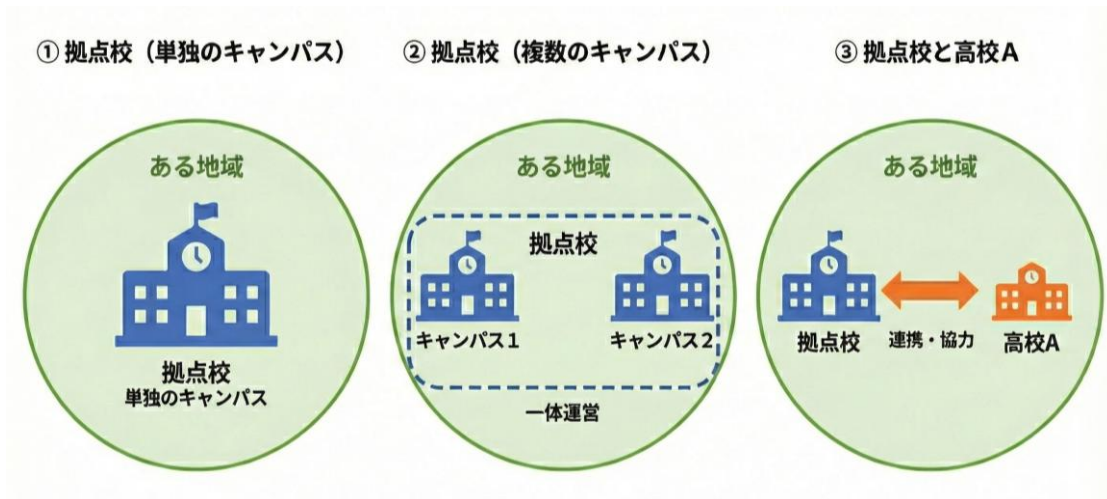 ① 拠点校（単独のキャンパス）
ある地域
拠点校
単独のキャンパス
② 拠点校（複数のキャンパス）
ある地域
拠点校
キャンパス1
キャンパス2
一体運営
③ 拠点校と高校A
ある地域
拠点校
連携・協力
高校A